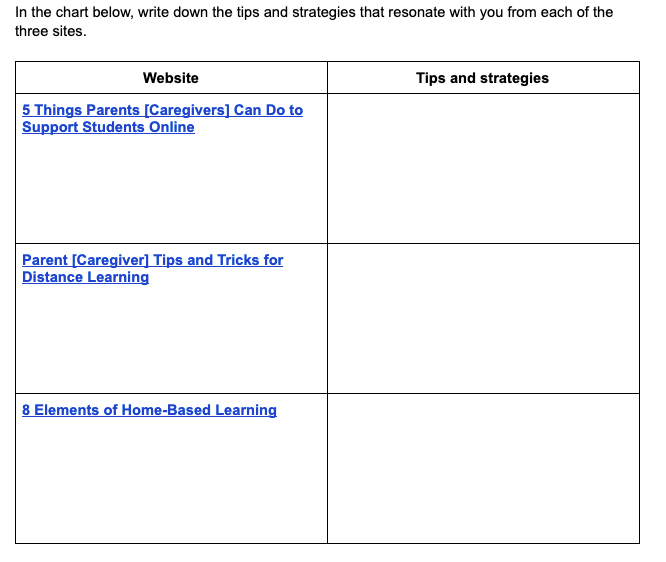 In the chart below, write down the tips and strategies that resonate with you from each of the
three sites.
Website
Tips and strategies
5 Things Parents [Caregivers] Can Do to
Support Students Online
Parent [Caregiver] Tips and Tricks for
Distance Learning
8 Elements of Home-Based Learning